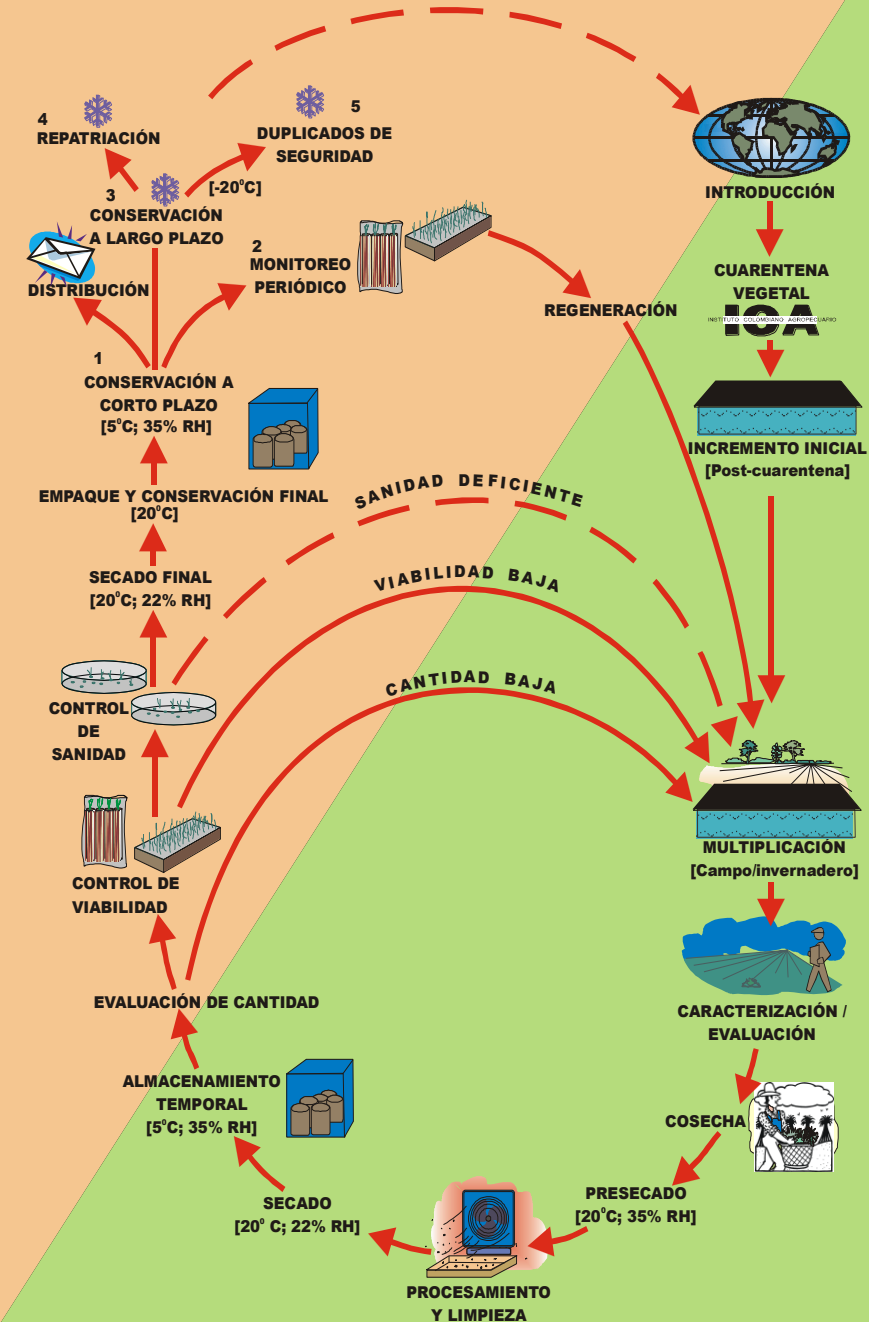 4
REPATRIACIÓN
5
DUPLICADOS DE
SEGURIDAD
[-20°C]
3
CONSERVACIÓN
A LARGO PLAZO
DISTRIBUCIÓN
2
MONITOREO
PERIÓDICO
REGENERACIÓN
INTRODUCCIÓN
CUARENTENA
VEGETAL
ICA
INSTITUTO COLOMBIANO AGROPECUARIO
INCREMENTO INICIAL
[Post-cuarentena]
1
CONSERVACIÓN A
CORTO PLAZO
[5°C; 35% RH]
EMPAQUE Y CONSERVACIÓN FINAL
[20°C]
SECADO FINAL
[20°C; 22% RH]
SANIDAD DEFICIENTE
VIABILIDAD BAJA
CANTIDAD BAJA
CONTROL
DE
SANIDAD
CONTROL DE
VIABILIDAD
EVALUACIÓN DE CANTIDAD
ALMACENAMIENTO
TEMPORAL
[5°C; 35% RH]
SECADO
[20° C; 22% RH]
PROCESAMIENTO
Y LIMPIEZA
PRESECADO
[20°C; 35% RH]
COSECHA
CARACTERIZACIÓN /
EVALUACIÓN
MULTIPLICACIÓN
[Campo/invernadero]